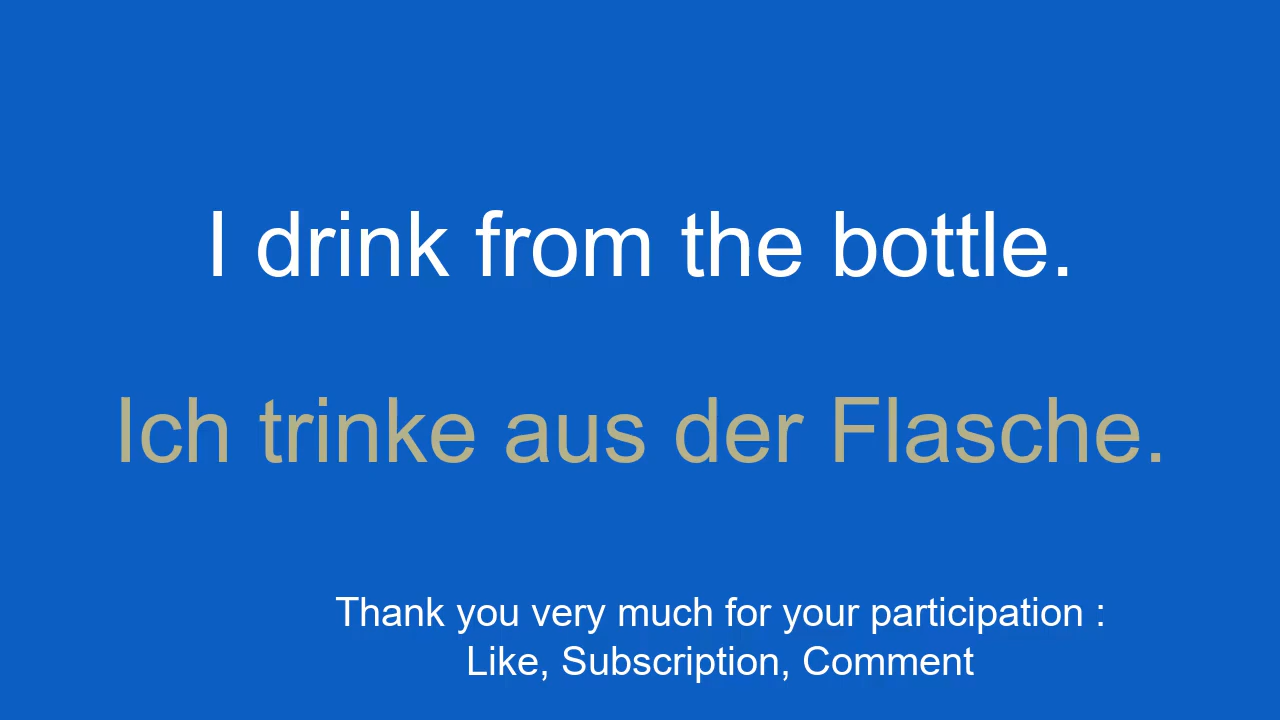 I drink from the bottle.
Ich trinke aus der Flasche.
Thank you very much for your participation :
Like, Subscription, Comment